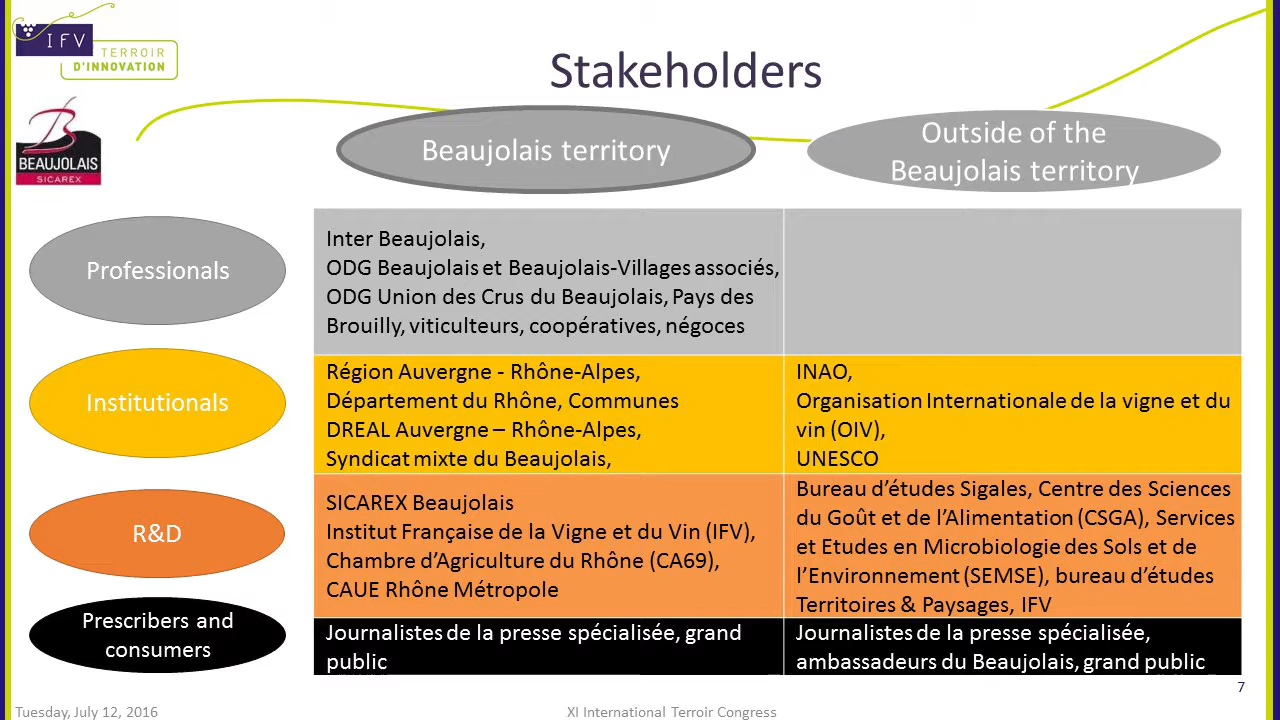 IFV
TERROIR
D'INNOVATION
Stakeholders
BEAUJOLAIS
SICAREX
Beaujolais territory
Outside of the
Beaujolais territory
Professionals
Inter Beaujolais,
ODG Beaujolais et Beaujolais-Villages associés,
ODG Union des Crus du Beaujolais, Pays des
Brouilly, viticulteurs, coopératives, négoces
Institutionals
Région Auvergne - Rhône-Alpes,
Département du Rhône, Communes
DREAL Auvergne – Rhône-Alpes,
Syndicat mixte du Beaujolais,
INAO,
Organisation Internationale de la vigne et du
vin (OIV),
UNESCO
R&D
SICAREX Beaujolais
Institut Française de la Vigne et du Vin (IFV),
Chambre d’Agriculture du Rhône (CA69),
CAUE Rhône Métropole
Bureau d’études Sigales, Centre des Sciences
du Goût et de l’Alimentation (CSGA), Services
et Etudes en Microbiologie des Sols et de
l’Environnement (SEMSE), bureau d’études
Territoires & Paysages, IFV
Prescribers and
consumers
Journalistes de la presse spécialisée, grand
public
Journalistes de la presse spécialisée,
ambassadeurs du Beaujolais, grand public
7
Tuesday, July 12, 2016
XI International Terroir Congress